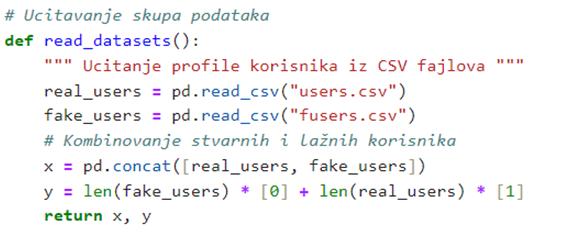 # Ucitavanje skupa podataka
def read_datasets():
    """ Ucitanje profile korisnika iz CSV fajlova """
    real_users = pd.read_csv("users.csv")
    fake_users = pd.read_csv("fusers.csv")
    # Kombinovanje stvarnih i lažnih korisnika
    x = pd.concat([real_users, fake_users])
    y = len(fake_users) * [0] + len(real_users) * [1]
    return x, y